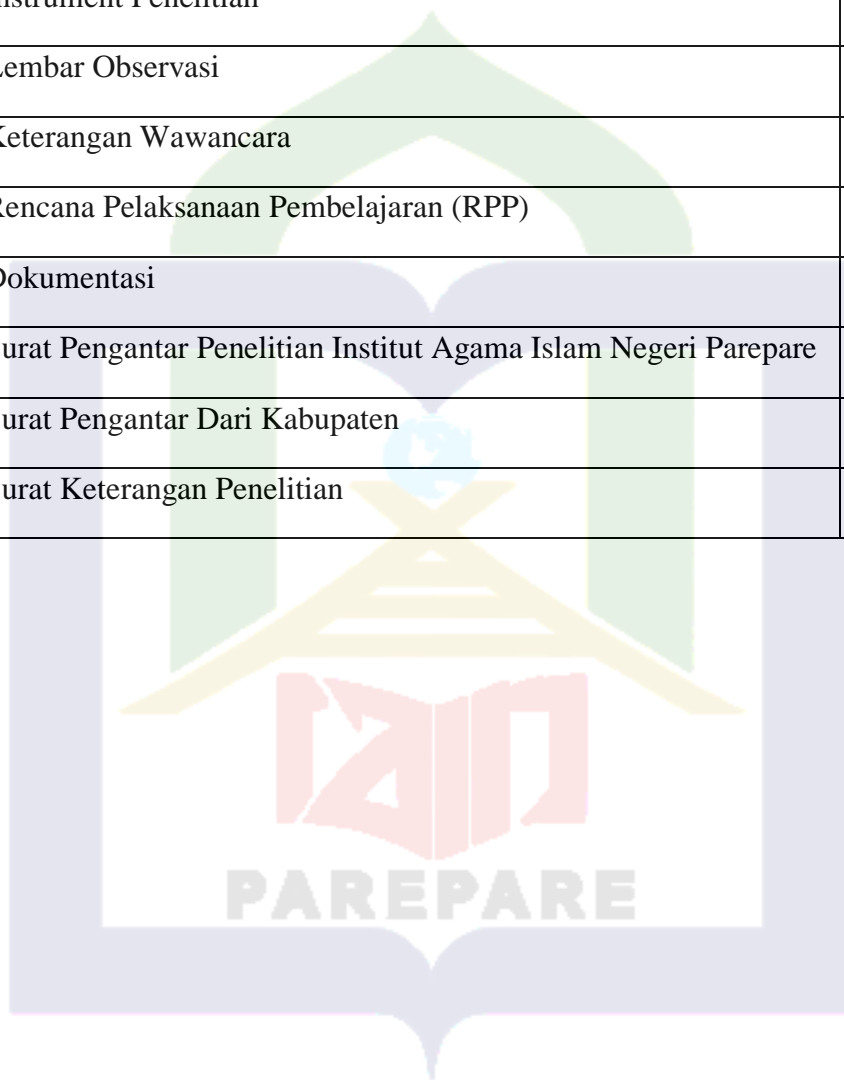 nstrument Penelitian
Lembar Observasi
Keterangan Wawancara
Rencana Pelaksanaan Pembelajaran (RPP)
Dokumentasi
urat Pengantar Penelitian Institut Agama Islam Negeri Parepare
urat Pengantar Dari Kabupaten
urat Keterangan Penelitian
iain
PAREPARE